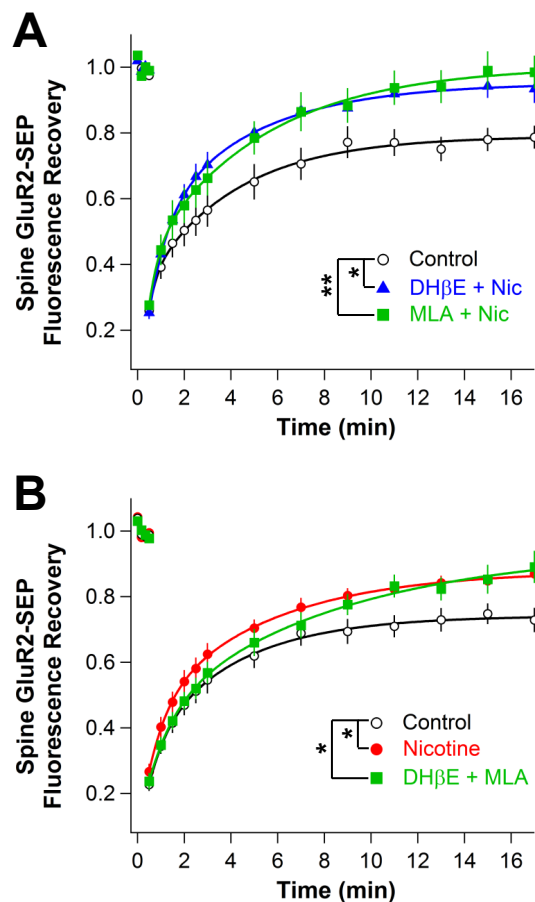 A
Spine GluR2-SEP
Fluorescence Recovery
1.0
0.8
0.6
0.4
0.2
** * Control
DHβE + Nic
MLA + Nic
0 2 4 6 8 10 12 14 16
Time (min)
B
Spine GluR2-SEP
Fluorescence Recovery
1.0
0.8
0.6
0.4
0.2
* * Control
Nicotine
DHβE + MLA
0 2 4 6 8 10 12 14 16
Time (min)